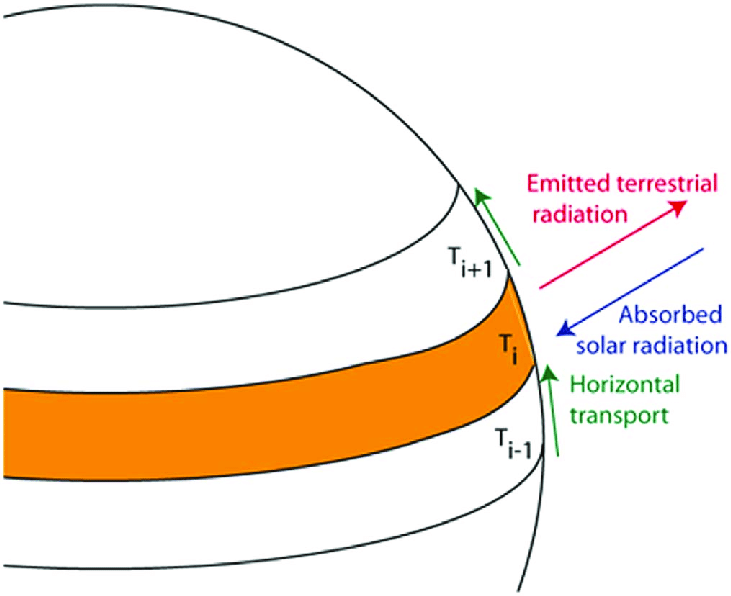 Emitted terrestrial
radiation
T i+1
Absorbed
solar radiation
T i
Horizontal
transport
T i-1